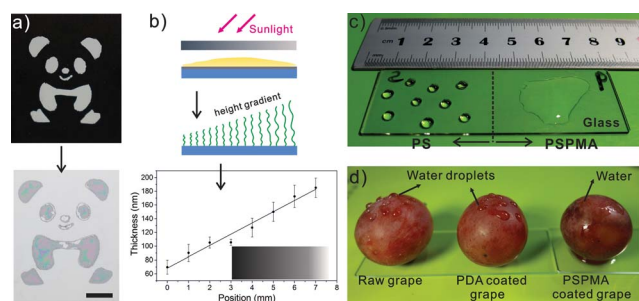 a)
b)
Sunlight
height gradient
Thickness (nm)
200
180
160
140
120
100
80
60
0 1 2 3 4 5 6 7 8
Position (mm)
c)
cm 1 2 3 4 5 6 7 8 9
S
P
Glass
PS
PSPMA
d)
Water droplets
Water
Raw grape
PDA coated
grape
PSPMA
coated grape